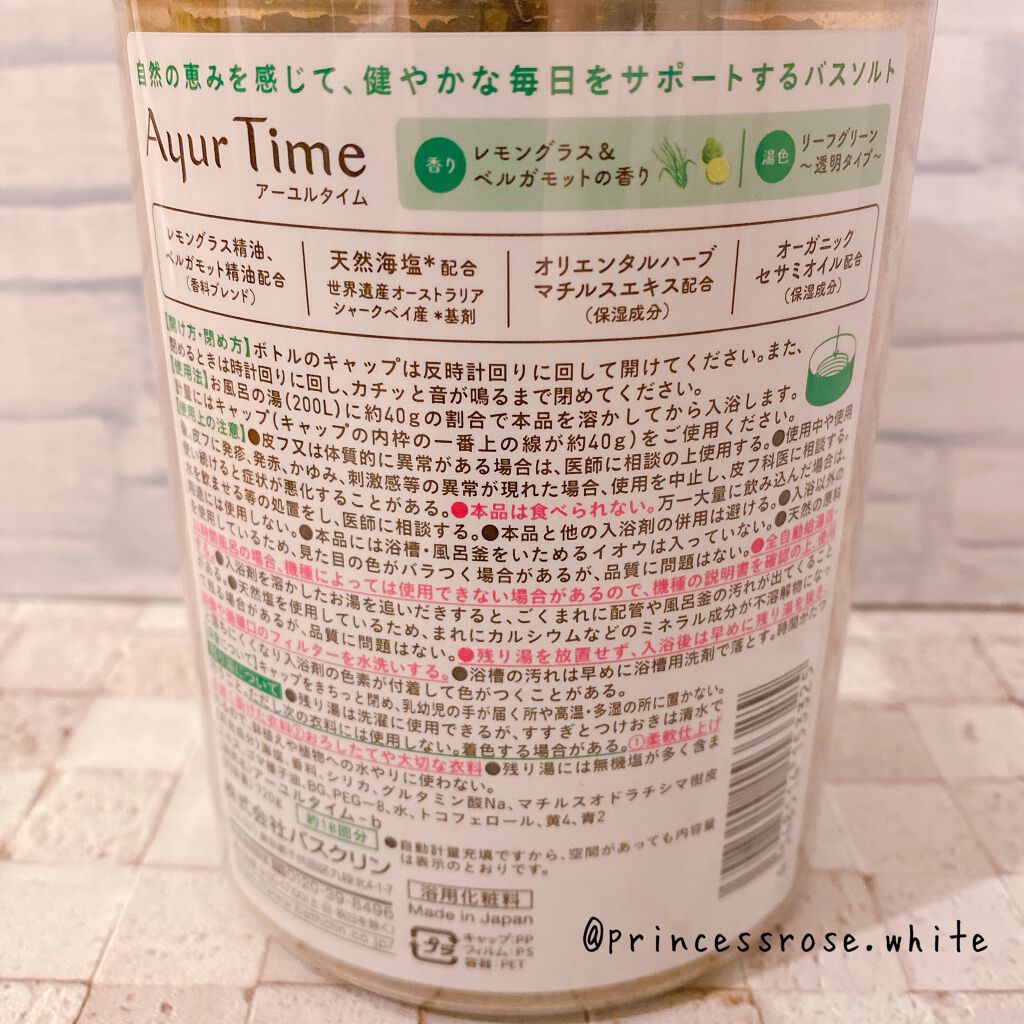 自然の恵みを感じて、健やかな毎日をサポートするバスソルト
Ayur Time
アーユルタイム
香り
レモングラス&
ベルガモットの香り
湯色
リーフグリーン
~透明タイプ~
レモングラス精油、
ベルガモット精油配合
(香料ブレンド)
天然海塩*配合
世界遺産オーストラリア
シャークベイ産 *基剤
オリエンタルハーブ
マチルスエキス配合
(保湿成分)
オーガニック
セサミオイル配合
(保湿成分)
【開け方・閉め方】ボトルのキャップは反時計回りに回して開けてください。また、
閉めるときは時計回りに回し、カチッと音が鳴るまで閉めてください。
【使用法】お風呂の湯(200L)に約40gの割合で本品を溶かしてから入浴します。
計量にはキャップ(キャップの内枠の一番上の線が約40g)をご使用ください。
【使用上の注意】●皮フ又は体質的に異常がある場合は、医師に相談の上使用する。●使用中や使用
後、皮フに発疹、発赤、かゆみ、刺激感等の異常が現れた場合、使用を中止し、皮フ科医に相談する。
使い続けると症状が悪化することがある。●本品は食べられない。万一大量に飲み込んだ場合は、
水を飲ませる等の処置をし、医師に相談する。●本品と他の入浴剤の併用は避ける。●入浴以外の
用途には使用しない。●本品には浴槽・風呂釜をいためるイオウは入っていない。●天然の原料
を使用しているため、見た目の色がバラつく場合があるが、品質に問題はない。●全自動給湯器・
風呂の場合、機種によっては使用できない場合があるので、機種の説明書を確認の上、使用
する。●入浴剤を溶かしたお湯を追いだきすると、ごくまれに配管や風呂釜の汚れが出てくること
がある。●天然塩を使用しているため、まれにカルシウムなどのミネラル成分が不溶解物になって
残る場合があるが、品質に問題はない。●残り湯を放置せず、入浴後は早めに残り湯を抜き、
口のフィルターを水洗いする。●浴槽の汚れは早めに浴槽用洗剤で落とす。時間がたつ
と落ちにくくなり入浴剤の色素が付着して色がつくことがある。
キャップをきちっと閉め、乳幼児の手が届く所や高温・多湿の所に置かない。
について●残り湯は洗濯に使用できるが、すすぎとつけおきは清水で
ただし次の衣料には使用しない。着色する場合がある。①柔軟仕上げ
衣料②おろしたてや大切な衣料●残り湯には無機塩が多く含ま
植物への水やりに使わない。
海塩、香料、シリカ、グルタミン酸Na、マチルスオドラチシマ樹皮
種子油、BG、PEG-8、水、トコフェロール、黄4、青2
アーユルタイム-b
920g
約18回分
●自動計量充填ですから、空間があっても内容量
は表示のとおりです。
株式会社バスクリン
九段北4-1-7
0120-39-8496
浴用化粧料
Made in Japan
プラ
キャップ:PP
フィルム:PS
容器:PET
@princessrose.white